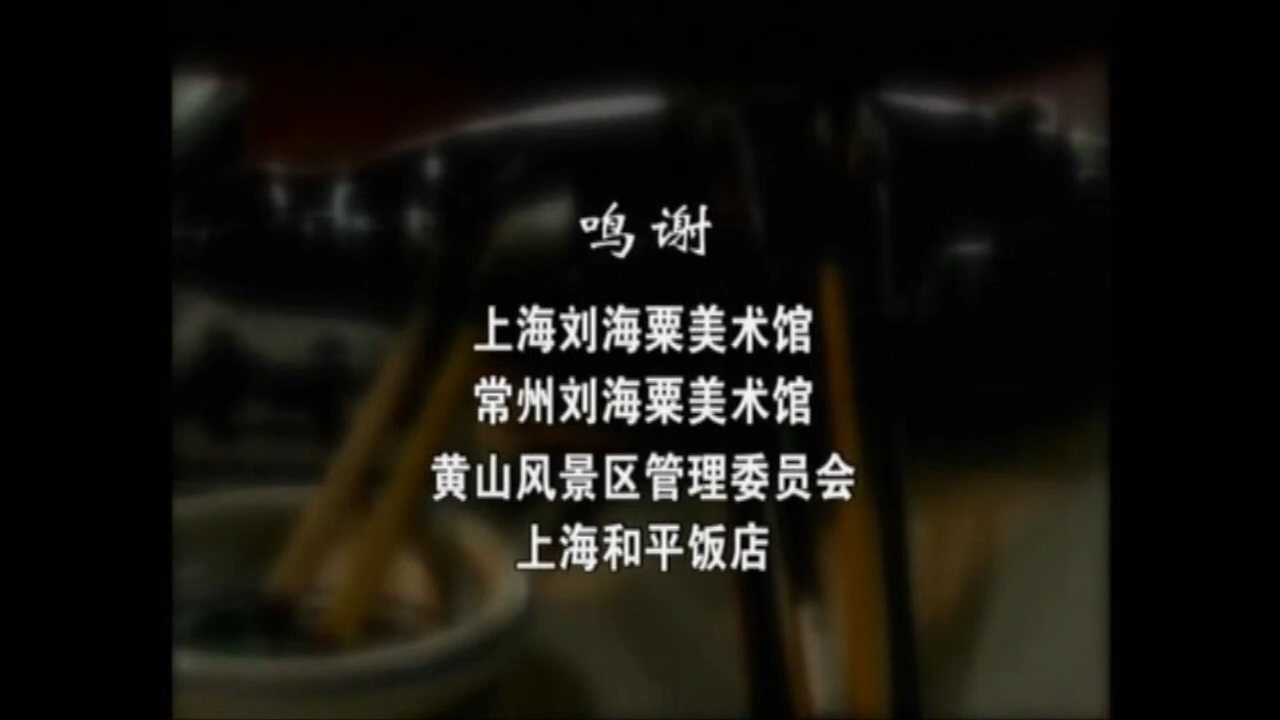 鸣谢
上海刘海粟美术馆
常州刘海粟美术馆
黄山风景区管理委员会
上海和平饭店